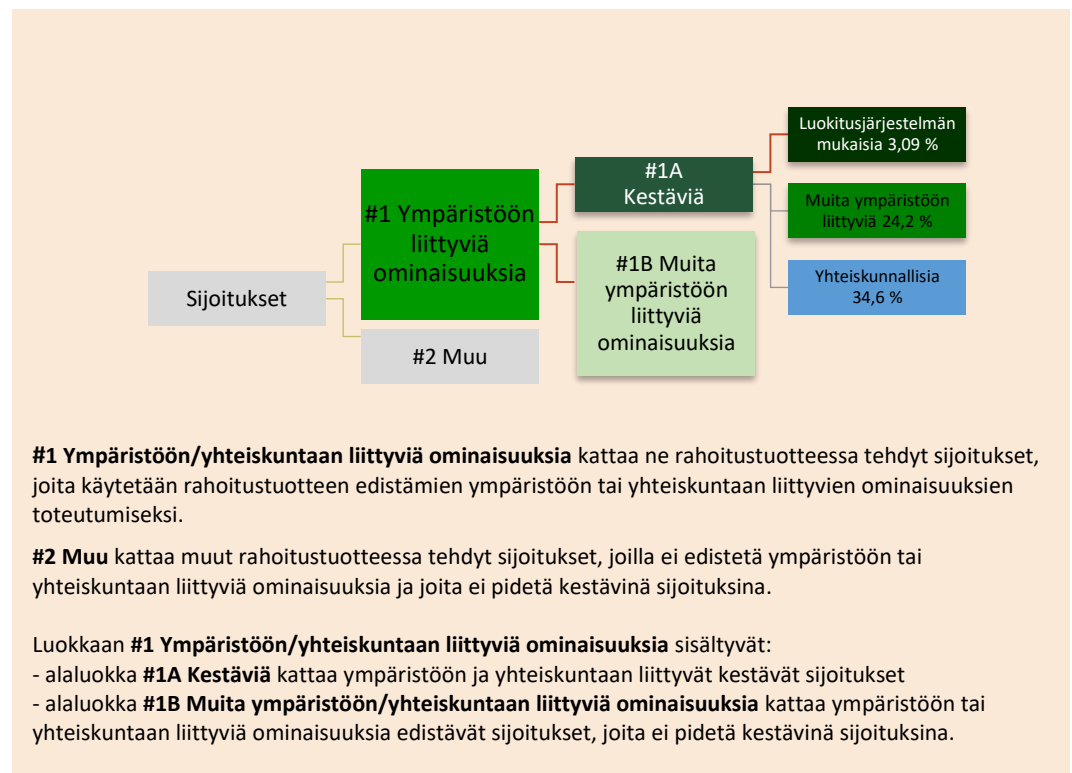 Luokitusjärjestelmän
mukaisia 3,09 %
#1A
Kestäviä
Muita ympäristöön
liittyviä 24,2 %
#1 Ympäristöön
liittyviä
ominaisuuksia
#1B Muita
ympäristöön
liittyviä
ominaisuuksia
Yhteiskunnallisia
34,6 %
Sijoitukset
#2 Muu
#1 Ympäristöön/yhteiskuntaan liittyviä ominaisuuksia kattaa ne rahoitustuotteessa tehdyt sijoitukset,
joita käytetään rahoitustuotteen edistämien ympäristöön tai yhteiskuntaan liittyvien ominaisuuksien
toteutumiseksi.
#2 Muu kattaa muut rahoitustuotteessa tehdyt sijoitukset, joilla ei edistetä ympäristöön tai
yhteiskuntaan liittyviä ominaisuuksia ja joita ei pidetä kestävinä sijoituksina.
Luokkaan #1 Ympäristöön/yhteiskuntaan liittyviä ominaisuuksia sisältyvät:
- alaluokka #1A Kestäviä kattaa ympäristöön ja yhteiskuntaan liittyvät kestävät sijoitukset
- alaluokka #1B Muita ympäristöön/yhteiskuntaan liittyviä ominaisuuksia kattaa ympäristöön tai
yhteiskuntaan liittyviä ominaisuuksia edistävät sijoitukset, joita ei pidetä kestävinä sijoituksina.